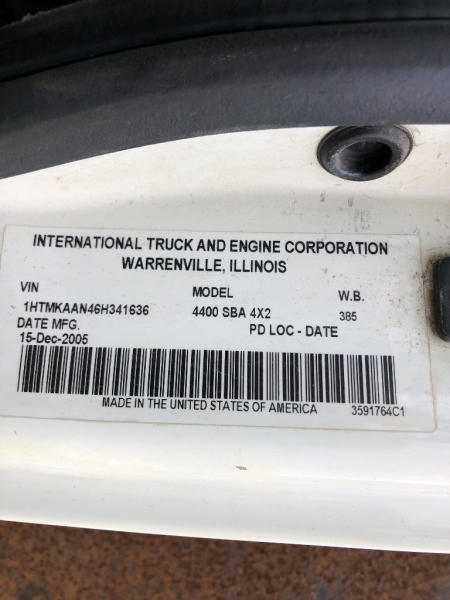 INTERNATIONAL TRUCK AND ENGINE CORPORATION
WARRENVILLE, ILLINOIS
VIN MODEL W.B.
1HTMKAAN46H341636 4400 SBA 4X2 385
DATE MFG. PD LOC - DATE
15-Dec-2005
MADE IN THE UNITED STATES OF AMERICA 3591764C1